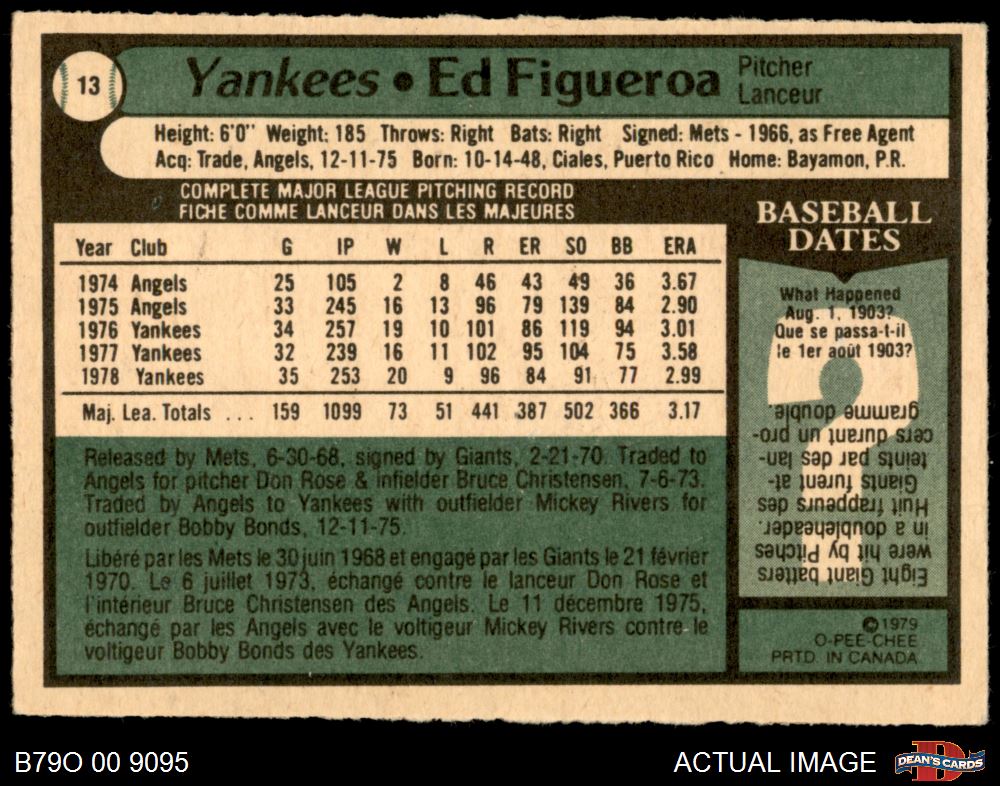 13
Yankees • Ed Figueroa
Pitcher
Lanceur
Height: 6'0" Weight: 185 Throws: Right Bats: Right Signed: Mets - 1966, as Free Agent
Acq: Trade, Angels, 12-11-75 Born: 10-14-48, Ciales, Puerto Rico Home: Bayamon, P.R.
COMPLETE MAJOR LEAGUE PITCHING RECORD
FICHE COMME LANCEUR DANS LES MAJEURES
Year Club G IP W L R ER SO BB ERA
1974 Angels 25 105 2 8 46 43 49 36 3.67
1975 Angels 33 245 16 13 96 79 139 84 2.90
1976 Yankees 34 257 19 10 101 86 119 94 3.01
1977 Yankees 32 239 16 11 102 95 104 75 3.58
1978 Yankees 35 253 20 9 96 84 91 77 2.99
Maj. Lea. Totals ... 159 1099 73 51 441 387 502 366 3.17
Released by Mets, 6-30-68, signed by Giants, 2-21-70. Traded to
Angels for pitcher Don Rose & infielder Bruce Christensen, 7-6-73.
Traded by Angels to Yankees with outfielder Mickey Rivers for
outfielder Bobby Bonds, 12-11-75.
Libéré par les Mets le 30 juin 1968 et engagé par les Giants le 21 février
1970. Le 6 juillet 1973, échangé contre le lanceur Don Rose et
l'intérieur Bruce Christensen des Angels. Le 11 décembre 1975,
échangé par les Angels avec le voltigeur Mickey Rivers contre le
voltigeur Bobby Bonds des Yankees.
BASEBALL
DATES
What Happened
Aug. 1, 1903?
Que se passa-t-il
le 1er août 1903?
Eight Giant batters
were hit by Pitches
in a doubleheader.
Huit frappeurs des
Giants furent at-
teints par des lan-
cers durant un pro-
gramme double.
©1979
O-PEE-CHEE
PRTD. IN CANADA
B79O 00 9095
ACTUAL IMAGE
D
DEAN'S CARDS